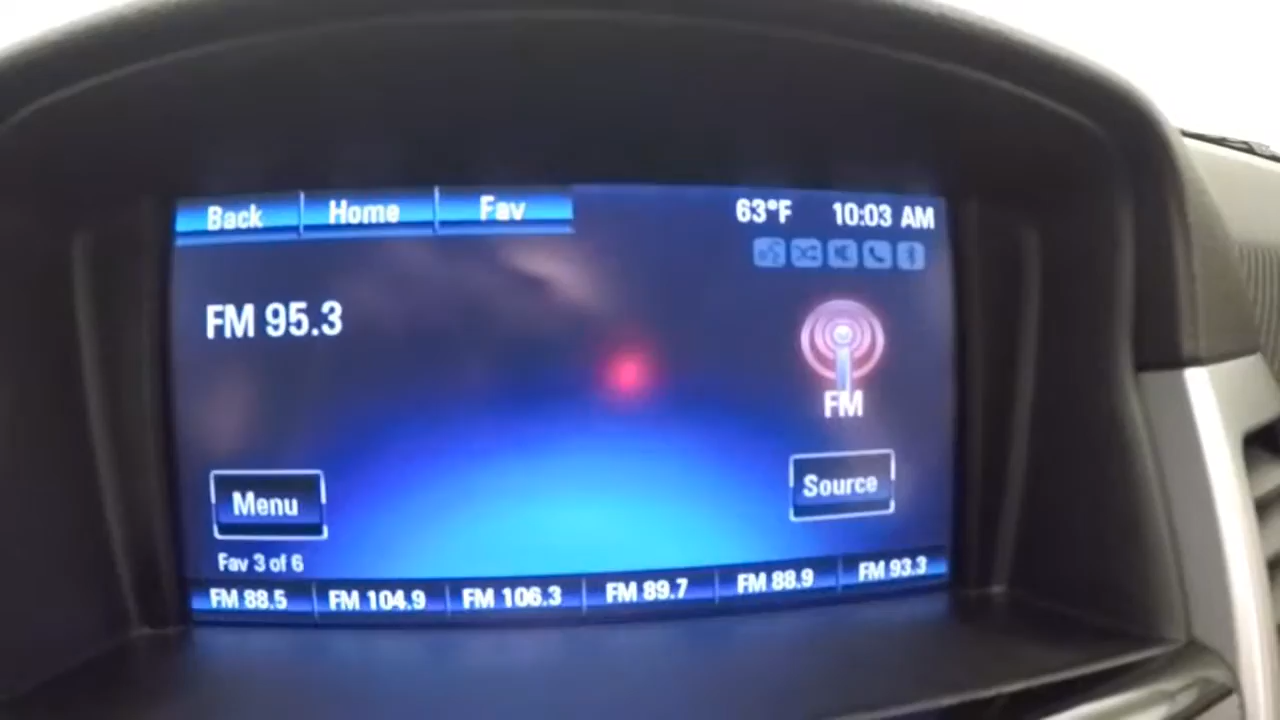 Back Home Fav 63°F 10:03 AM
FM 95.3
FM
Menu Source
Fav 3 of 6
FM 88.5 FM 104.9 FM 106.3 FM 89.7 FM 88.9 FM 93.3